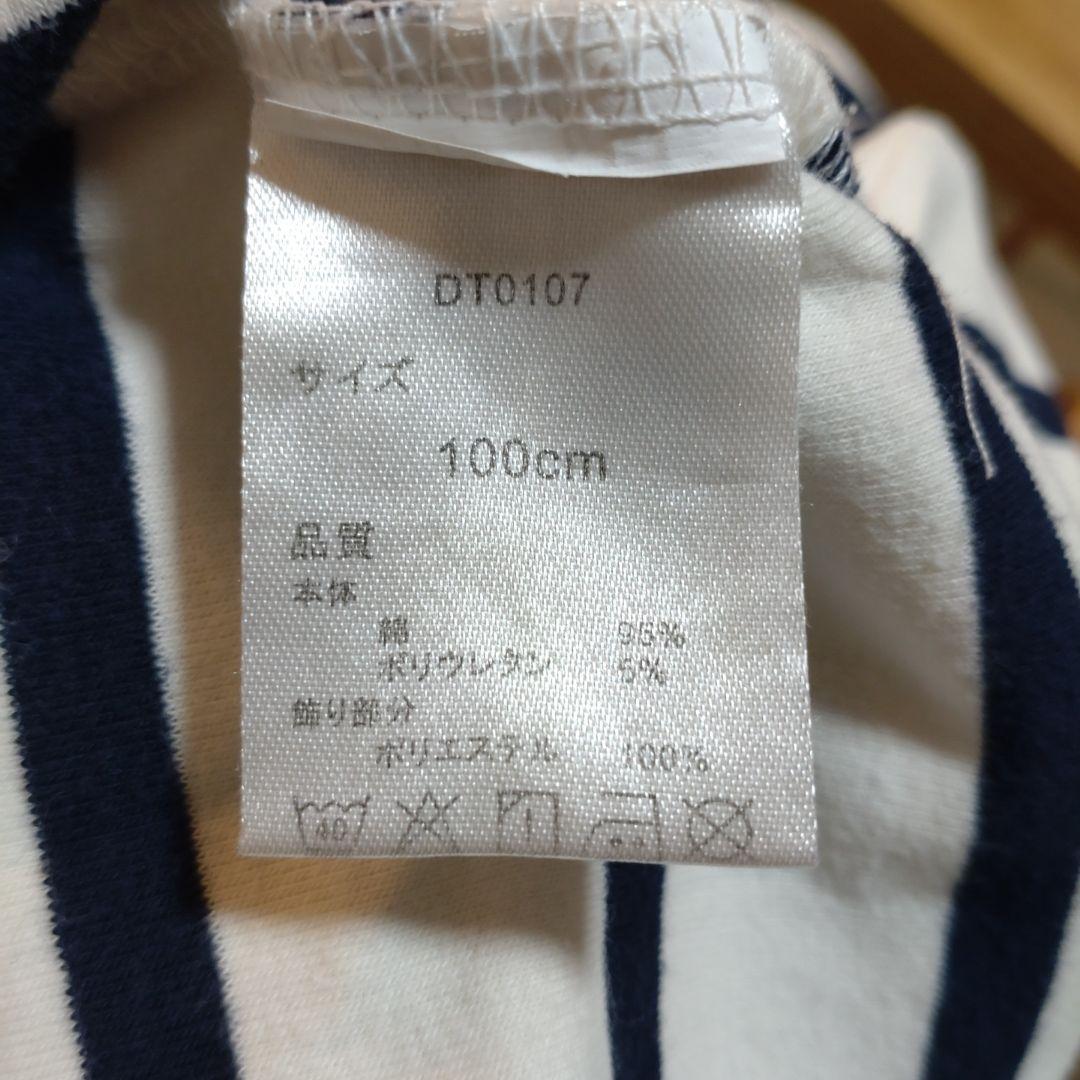 DT0107
サイズ
100cm
品質
本体
綿 95%
ポリウレタン 5%
飾り部分
ポリエステル 100%
40